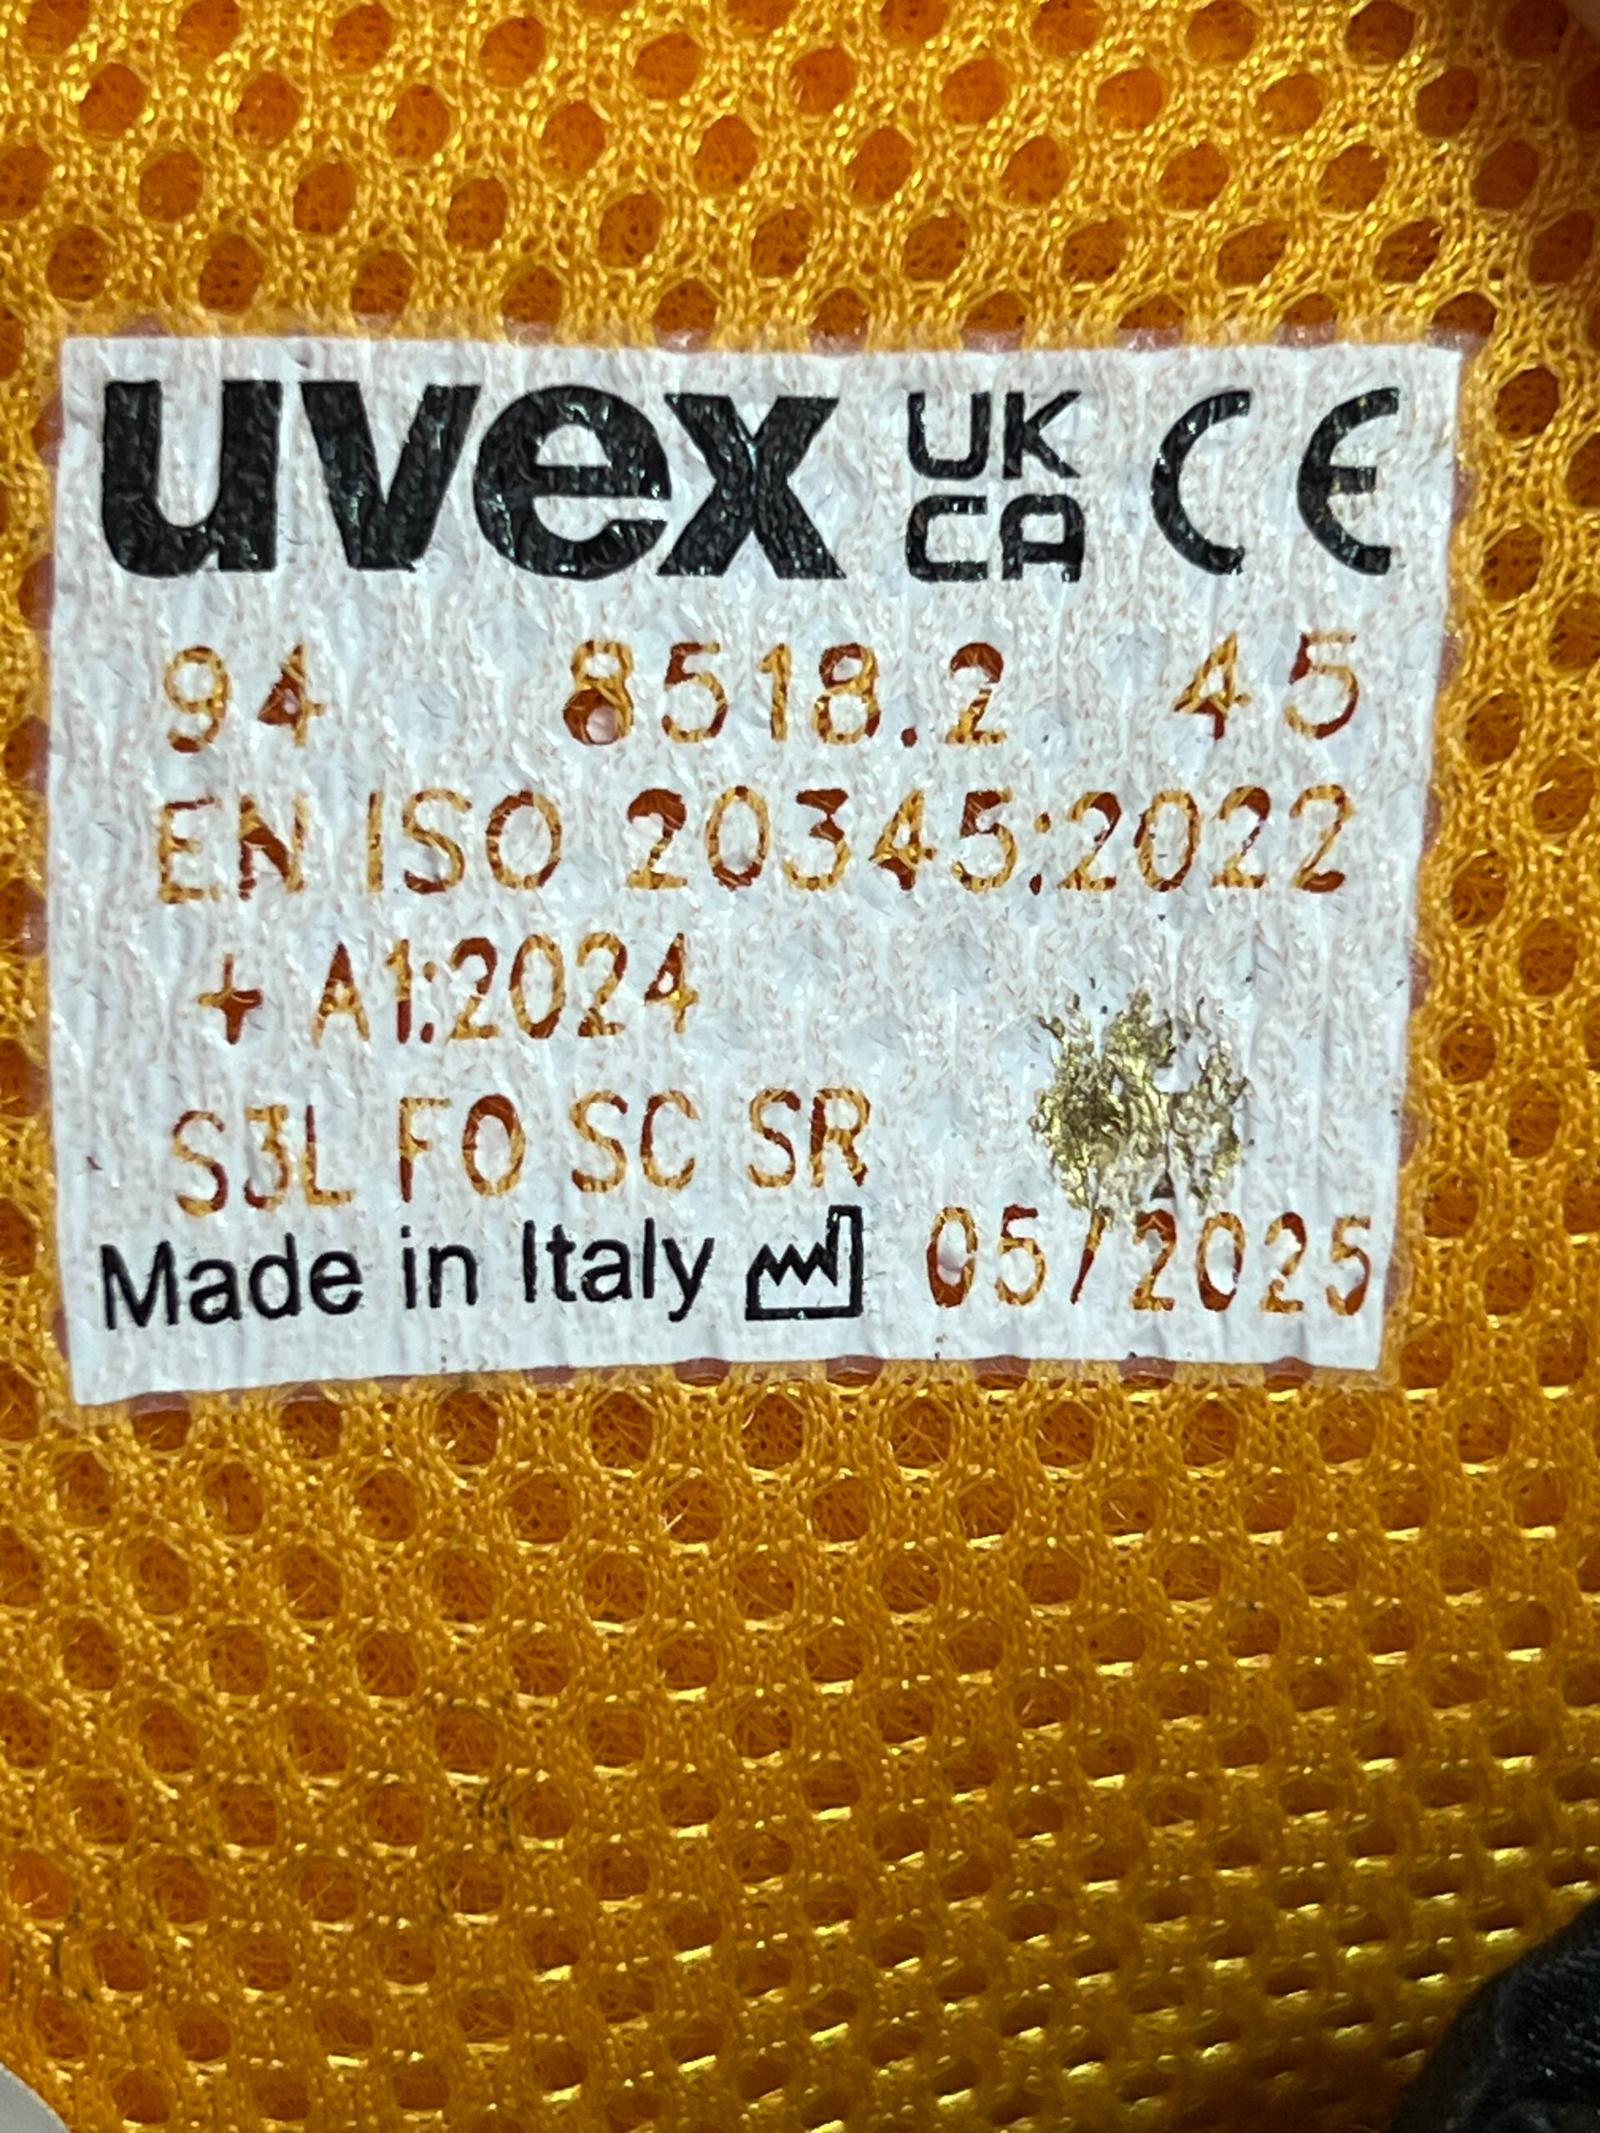 uvex UK CA CE
94 8518.2 45
EN ISO 20345:2022
+ A1:2024
S3L FO SC SR
Made in Italy 05/2025